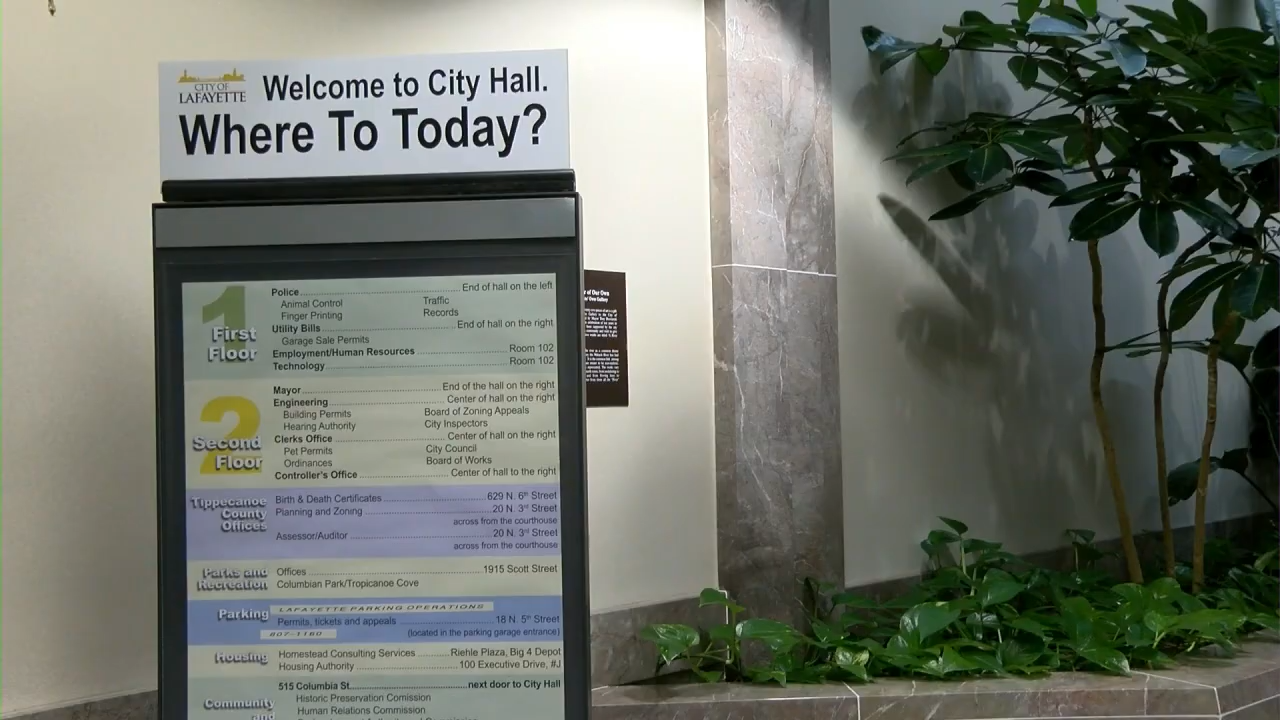 CITY OF
LAFAYETTE
Welcome to City Hall.
Where To Today?
1
First
Floor
Police End of hall on the left
Animal Control Traffic
Finger Printing Records
Utility Bills End of hall on the right
Garage Sale Permits
Employment/Human Resources Room 102
Technology Room 102
2
Second
Floor
Mayor End of the hall on the right
Engineering Center of hall on the right
Building Permits Board of Zoning Appeals
Hearing Authority City Inspectors
Clerks Office Center of hall on the right
Pet Permits City Council
Ordinances Board of Works
Controller's Office Center of hall to the right
Tippecanoe
County
Offices
Birth & Death Certificates 629 N. 6th Street
Planning and Zoning 20 N. 3rd Street
across from the courthouse
Assessor/Auditor 20 N. 3rd Street
across from the courthouse
Parks and
Recreation
Offices 1915 Scott Street
Columbian Park/Tropicanoe Cove
Parking
LAFAYETTE PARKING OPERATIONS
Permits, tickets and appeals 18 N. 5th Street
807-1160 (located in the parking garage entrance)
Housing
Homestead Consulting Services Riehle Plaza, Big 4 Depot
Housing Authority 100 Executive Drive, #J
Community
and
515 Columbia St. next door to City Hall
Historic Preservation Comission
Human Relations Commission
of Our Own
Own Gallery